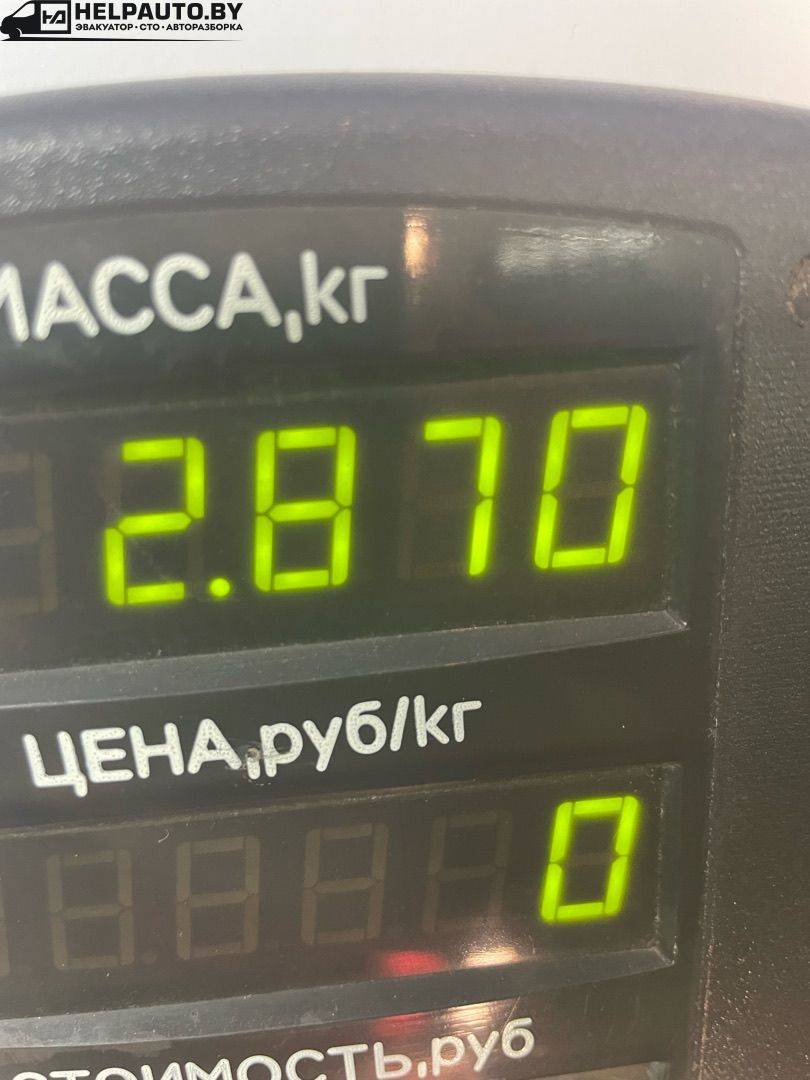 HELPAUTO.BY
ЭВАКУАТОР · СТО · АВТОРАЗБОРКА
МАССА,кг
2.870
ЦЕНА,руб/кг
0
СТОИМОСТЬ,руб